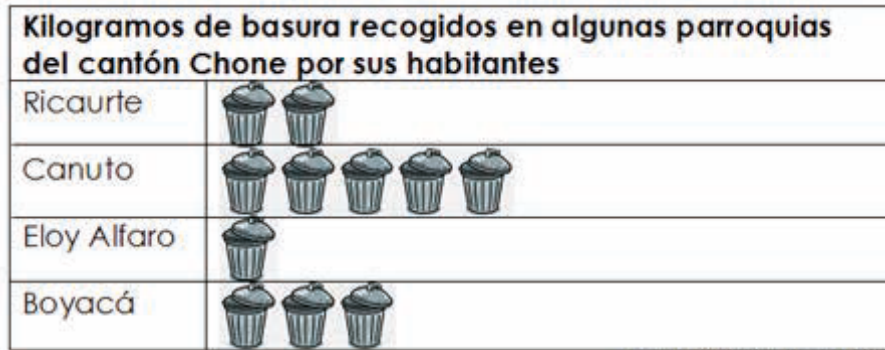 Kilogramos de basura recogidos en algunas parroquias
del cantón Chone por sus habitantes
Ricaurte
Canuto
Eloy Alfaro
Boyacá